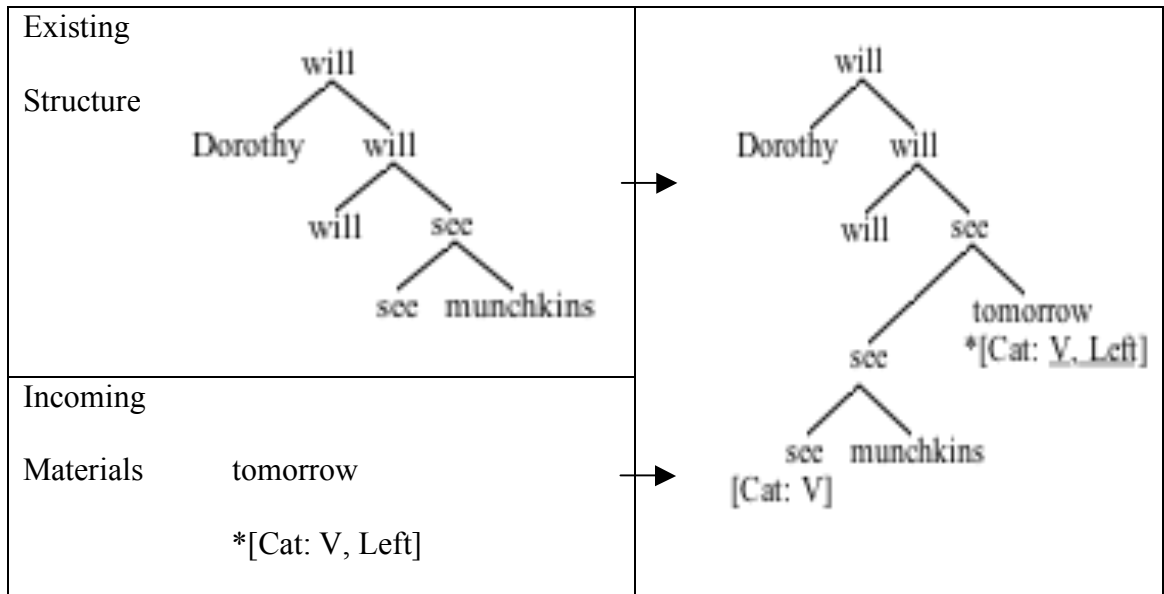 Existing
Structure
will
Dorothy will
will see
see munchkins
Incoming
Materials tomorrow
*[Cat: V, Left]
will
Dorothy will
will see
tomorrow
*[Cat: V, Left]
see
see munchkins
[Cat: V]